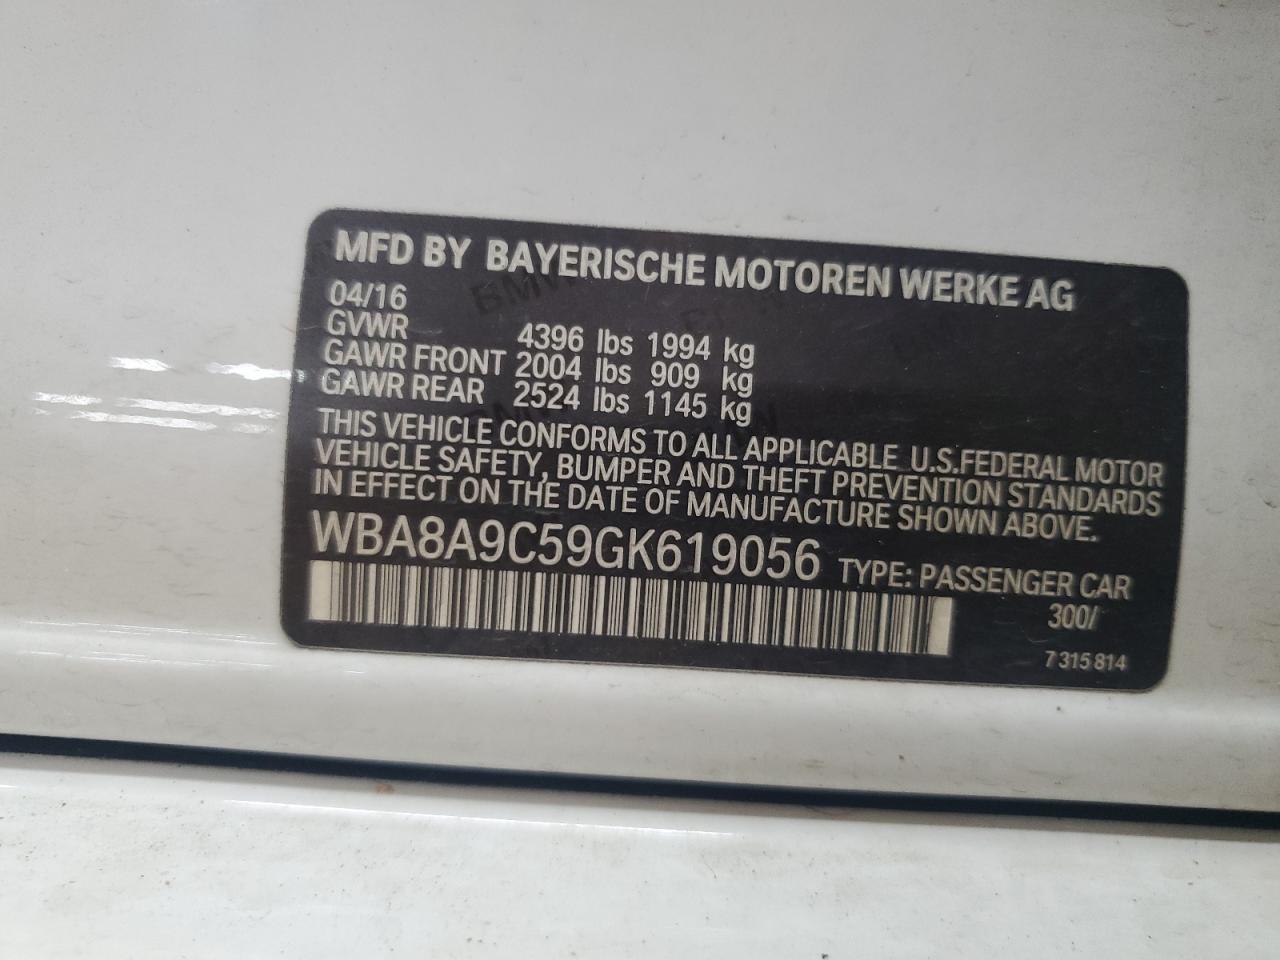 MFD BY BAYERISCHE MOTOREN WERKE AG
04/16
GVWR 4396 lbs 1994 kg
GAWR FRONT 2004 lbs 909 kg
GAWR REAR 2524 lbs 1145 kg
THIS VEHICLE CONFORMS TO ALL APPLICABLE U.S.FEDERAL MOTOR
VEHICLE SAFETY, BUMPER AND THEFT PREVENTION STANDARDS
IN EFFECT ON THE DATE OF MANUFACTURE SHOWN ABOVE.
WBA8A9C59GK619056 TYPE: PASSENGER CAR
300/
7 315 814